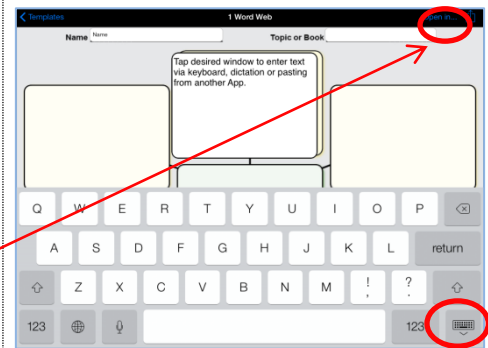 Templates 1 Word Web Open in...
Name Name Topic or Book
Tap desired window to enter text
via keyboard, dictation or pasting
from another App.
Q W E R T Y U I O P
A S D F G H J K L return
Z X C V B N M ! , ? .
123 123